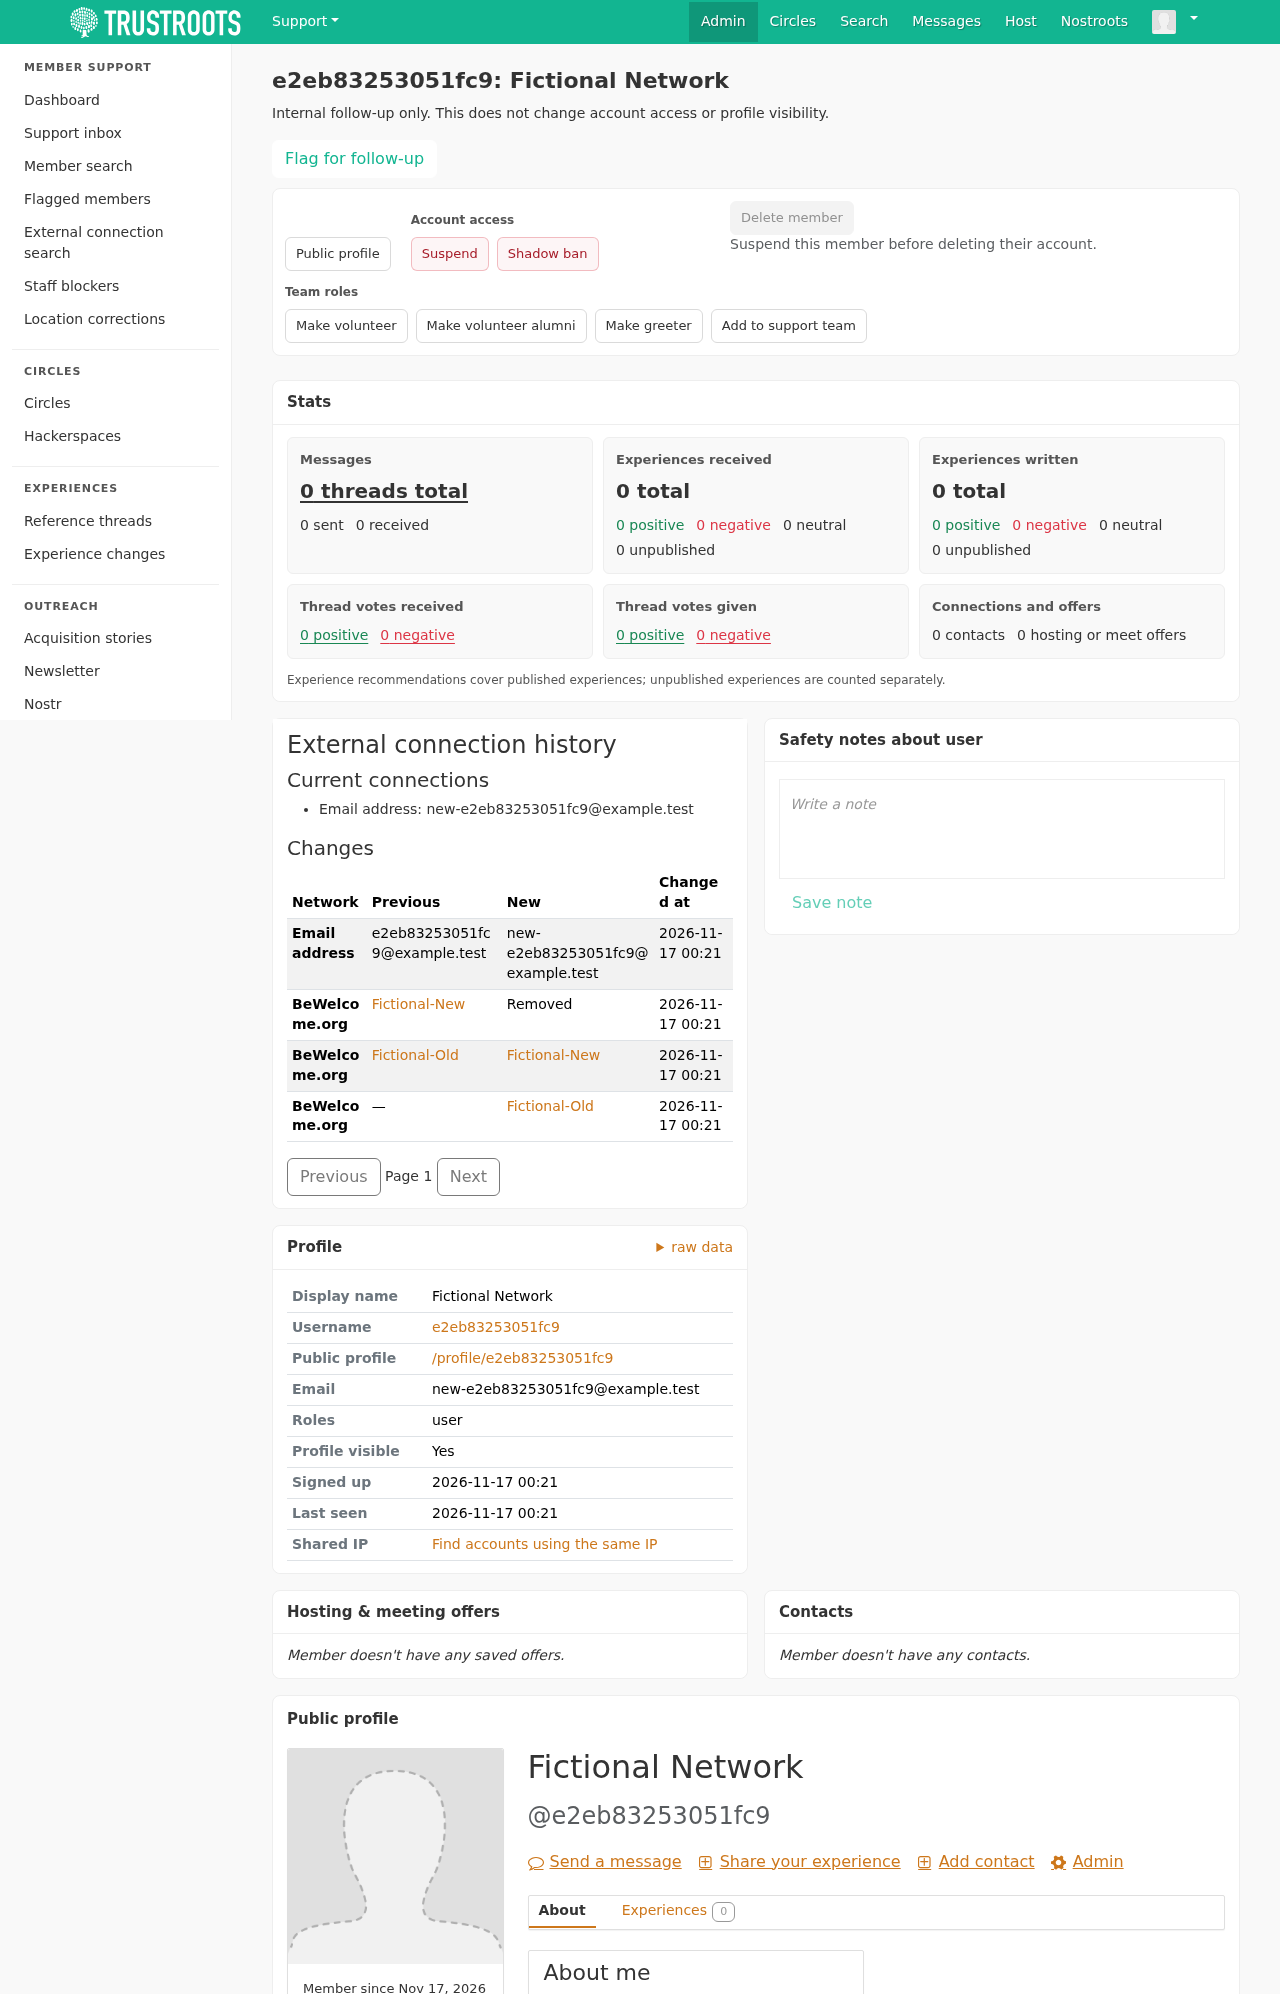 TRUSTROOTS
Support
Admin
Circles
Search
Messages
Host
Nostroots
MEMBER SUPPORT
Dashboard
Support inbox
Member search
Flagged members
External connection
search
Staff blockers
Location corrections
CIRCLES
Circles
Hackerspaces
EXPERIENCES
Reference threads
Experience changes
OUTREACH
Acquisition stories
Newsletter
Nostr
e2eb83253051fc9: Fictional Network
Internal follow-up only. This does not change account access or profile visibility.
Flag for follow-up
Public profile
Account access
Suspend
Shadow ban
Delete member
Suspend this member before deleting their account.
Team roles
Make volunteer
Make volunteer alumni
Make greeter
Add to support team
Stats
Messages
0 threads total
0 sent 0 received
Experiences received
0 total
0 positive 0 negative 0 neutral
0 unpublished
Experiences written
0 total
0 positive 0 negative 0 neutral
0 unpublished
Thread votes received
0 positive 0 negative
Thread votes given
0 positive 0 negative
Connections and offers
0 contacts 0 hosting or meet offers
Experience recommendations cover published experiences; unpublished experiences are counted separately.
External connection history
Current connections
• Email address: new-e2eb83253051fc9@example.test
Changes
Network Previous New Change
d at
Email e2eb83253051fc new- 2026-11-
address 9@example.test e2eb83253051fc9@ 17 00:21
example.test
BeWelco Fictional-New Removed 2026-11-
me.org 17 00:21
BeWelco Fictional-Old Fictional-New 2026-11-
me.org 17 00:21
BeWelco — Fictional-Old 2026-11-
me.org 17 00:21
Previous Page 1 Next
Safety notes about user
Write a note
Save note
Profile
▶ raw data
Display name Fictional Network
Username e2eb83253051fc9
Public profile /profile/e2eb83253051fc9
Email new-e2eb83253051fc9@example.test
Roles user
Profile visible Yes
Signed up 2026-11-17 00:21
Last seen 2026-11-17 00:21
Shared IP Find accounts using the same IP
Hosting & meeting offers
Member doesn't have any saved offers.
Contacts
Member doesn't have any contacts.
Public profile
Fictional Network
@e2eb83253051fc9
Send a message Share your experience Add contact Admin
About Experiences 0
About me
Member since Nov 17, 2026